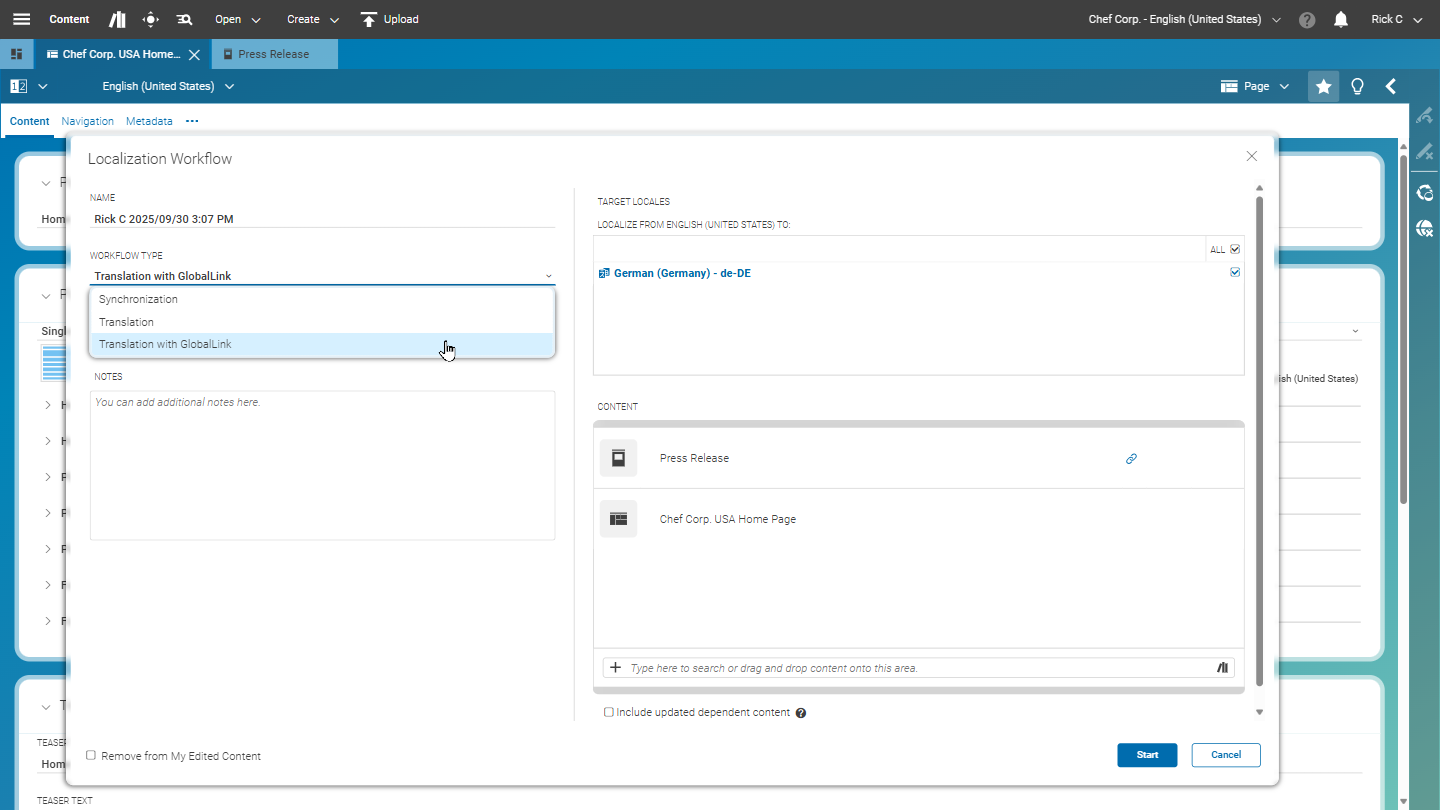 Content
Open
Create
Upload
Chef Corp. - English (United States)
Rick C
Chef Corp. USA Home...
Press Release
English (United States)
Page
Content
Navigation
Metadata
Localization Workflow
NAME
Rick C 2025/09/30 3:07 PM
WORKFLOW TYPE
Translation with GlobalLink
Synchronization
Translation
Translation with GlobalLink
NOTES
You can add additional notes here.
TARGET LOCALES
LOCALIZE FROM ENGLISH (UNITED STATES) TO:
ALL
German (Germany) - de-DE
CONTENT
Press Release
Chef Corp. USA Home Page
Type here to search or drag and drop content onto this area.
Include updated dependent content
Remove from My Edited Content
Start
Cancel
(United States)
TEASER TEXT